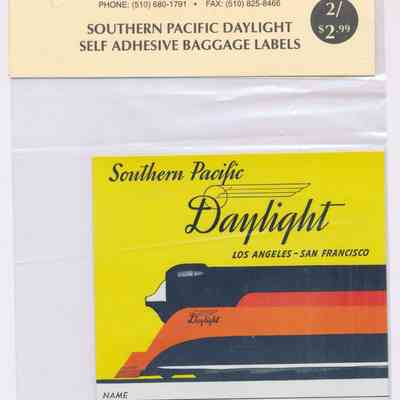 PHONE: (510) 680-1791 • FAX: (510) 825-8466
SOUTHERN PACIFIC DAYLIGHT
SELF ADHESIVE BAGGAGE LABELS
2/
$2.99
Southern Pacific
Daylight
LOS ANGELES - SAN FRANCISCO
Daylight
NAME